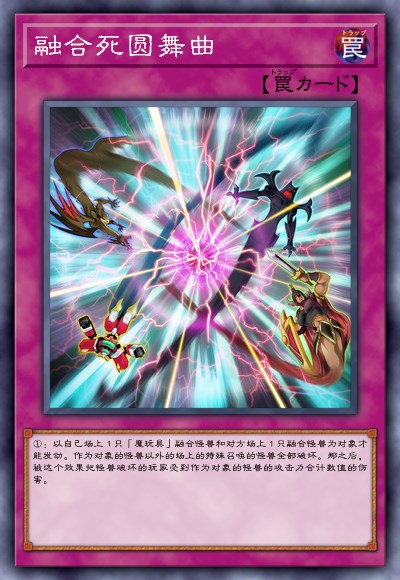 融合死圆舞曲
トラップ
罠
トラップ
【罠カード】
①：以自己场上1只「魔玩具」融合怪兽和对方场上1只融合怪兽为对象才
能发动。作为对象的怪兽以外的场上的特殊召唤的怪兽全部破坏。那之后，
被这个效果把怪兽破坏的玩家受到作为对象的怪兽的攻击力合计数值的伤
害。